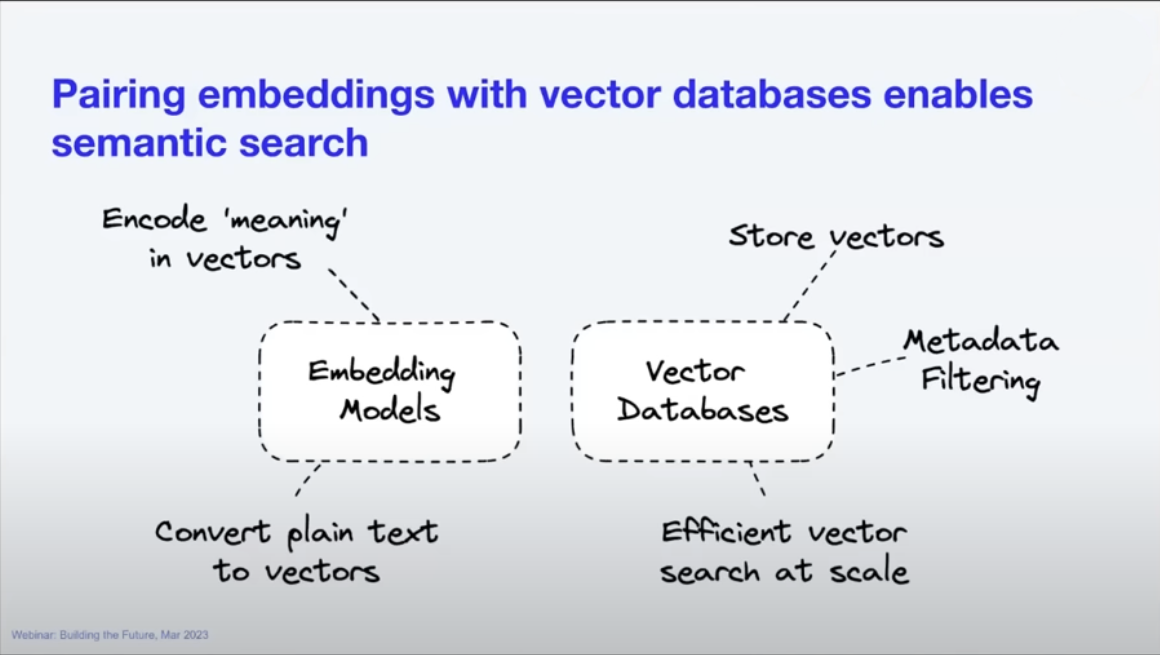 Pairing embeddings with vector databases enables
semantic search
Encode 'meaning'
in vectors
Store vectors
Metadata
Filtering
Embedding
Models
Vector
Databases
Convert plain text
to vectors
Efficient vector
search at scale
Webinar: Building the Future, Mar 2023